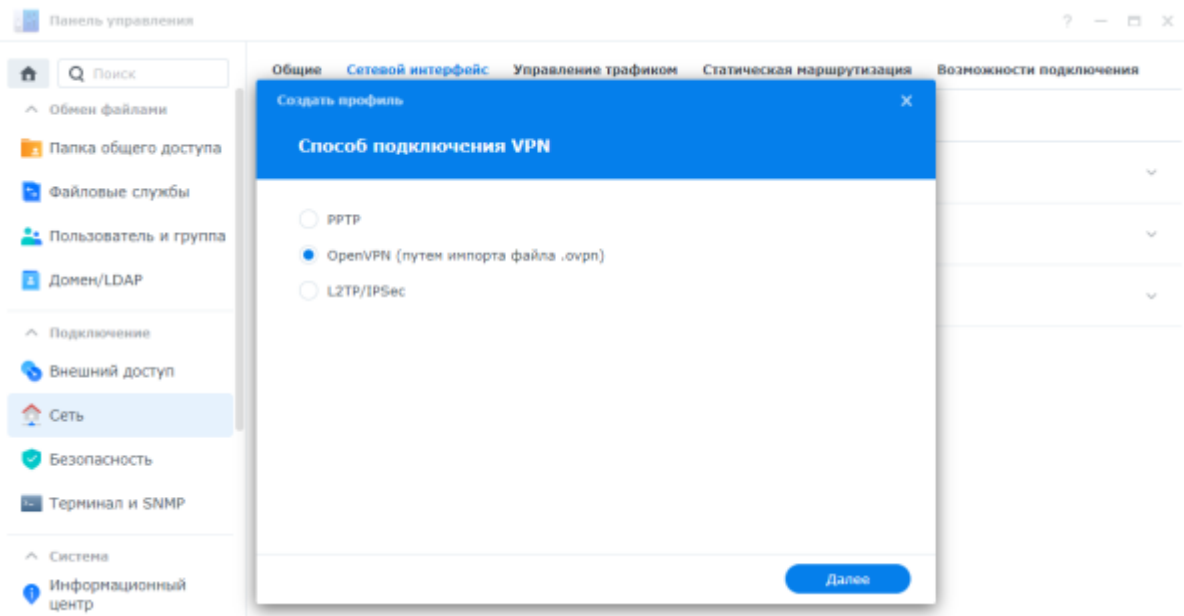 Панель управления
?
Поиск
Общие Сетевой интерфейс Управление трафиком Статическая маршрутизация Возможности подключения
Обмен файлами
Папка общего доступа
Файловые службы
Пользователь и группа
Домен/LDAP
Подключение
Внешний доступ
Сеть
Безопасность
Терминал и SNMP
Система
Информационный
центр
Создать профиль
Способ подключения VPN
PPTP
OpenVPN (путем импорта файла .ovpn)
L2TP/IPSec
Далее